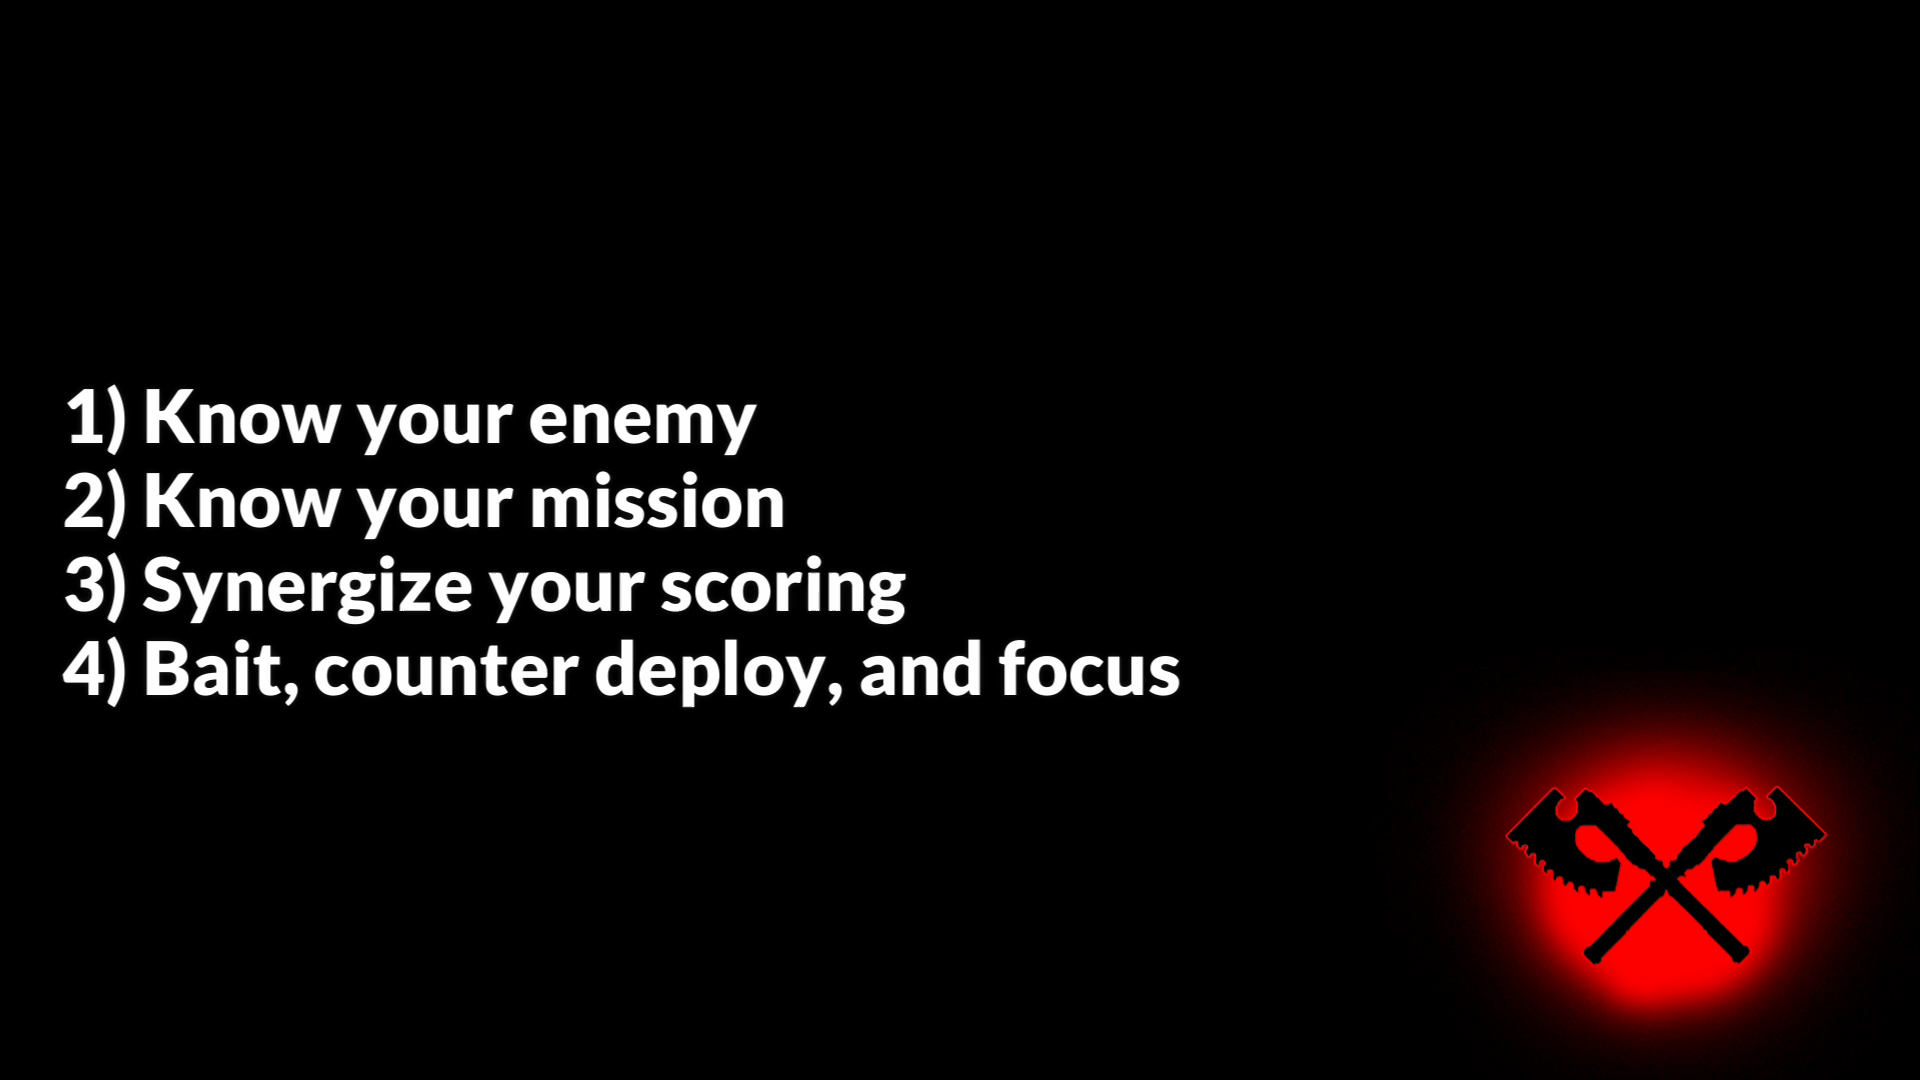 1) Know your enemy
2) Know your mission
3) Synergize your scoring
4) Bait, counter deploy, and focus